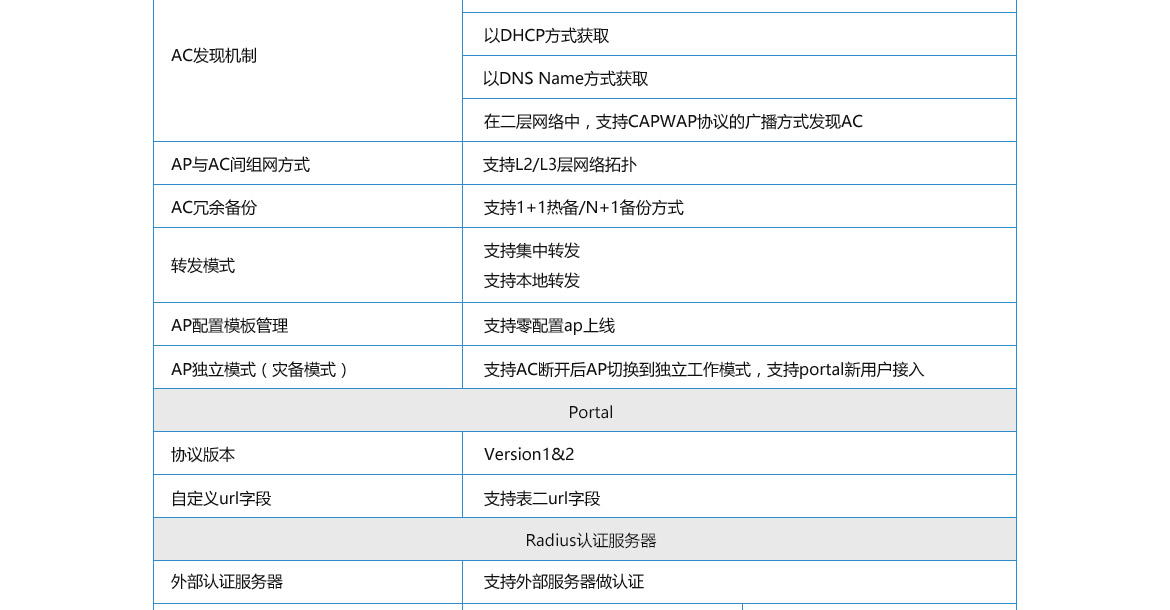 以DHCP方式获取
AC发现机制
以DNS Name方式获取
在二层网络中，支持CAPWAP协议的广播方式发现AC
AP与AC间组网方式
支持L2/L3层网络拓扑
AC冗余备份
支持1+1热备/N+1备份方式
转发模式
支持集中转发
支持本地转发
AP配置模板管理
支持零配置ap上线
AP独立模式（灾备模式）
支持AC断开后AP切换到独立工作模式，支持portal新用户接入
Portal
协议版本
Version1&2
自定义url字段
支持表二url字段
Radius认证服务器
外部认证服务器
支持外部服务器做认证